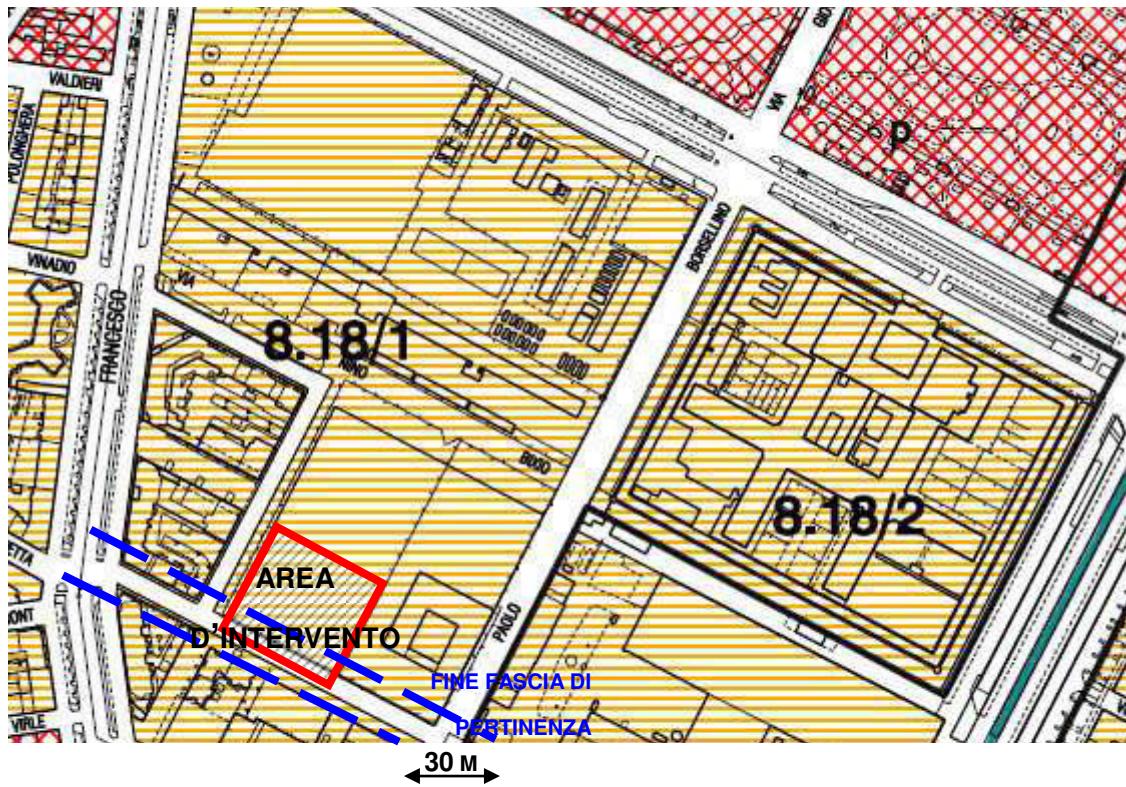 VALDIERI
POLONGHERA
VINADIO
FRANCESCO
VIA
NINO
BIXIO
8.18/1
VIA
P
BORSELLINO
8.18/2
PAOLO
AREA
D'INTERVENTO
FINE FASCIA DI
PERTINENZA
VIRLE
30 M